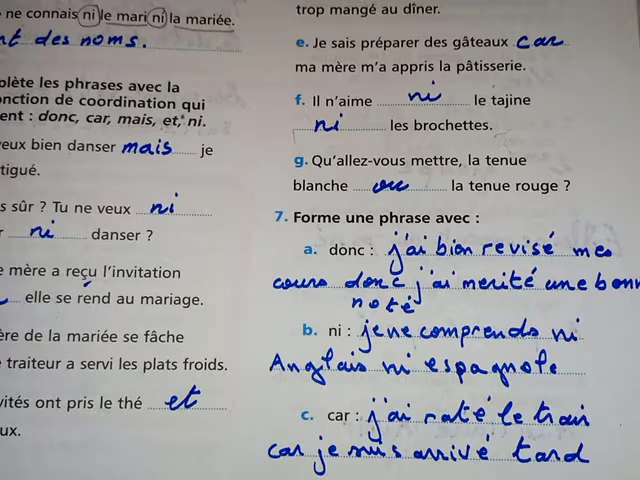 ne connais ni le mari ni la mariée.
nt des noms.
plète les phrases avec la
onction de coordination qui
ent : donc, car, mais, et, ni.
veux bien danser mais je
tigué.
s sûr ? Tu ne veux ni
ni danser ?
e mère a reçu l'invitation
elle se rend au mariage.
ère de la mariée se fâche
e traiteur a servi les plats froids.
vités ont pris le thé et
ux.
trop mangé au dîner.
e. Je sais préparer des gâteaux car
ma mère m'a appris la pâtisserie.
f. Il n'aime ni le tajine
ni les brochettes.
g. Qu'allez-vous mettre, la tenue
blanche ou la tenue rouge ?
7. Forme une phrase avec :
a. donc : j'ai bien revisé mes
cours donc j'ai merité une bonn
noté
b. ni : je ne comprends ni
Anglais ni espagnole
c. car : j'ai raté le train
car je suis arrivé tard